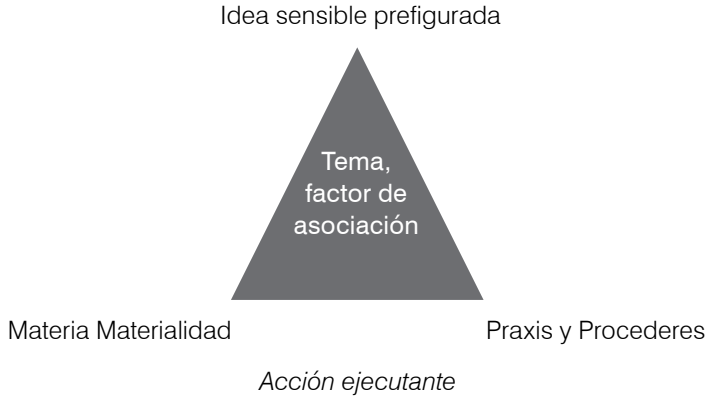 Idea sensible prefigurada
Tema,
factor de
asociación
Materia Materialidad
Praxis y Procederes
Acción ejecutante